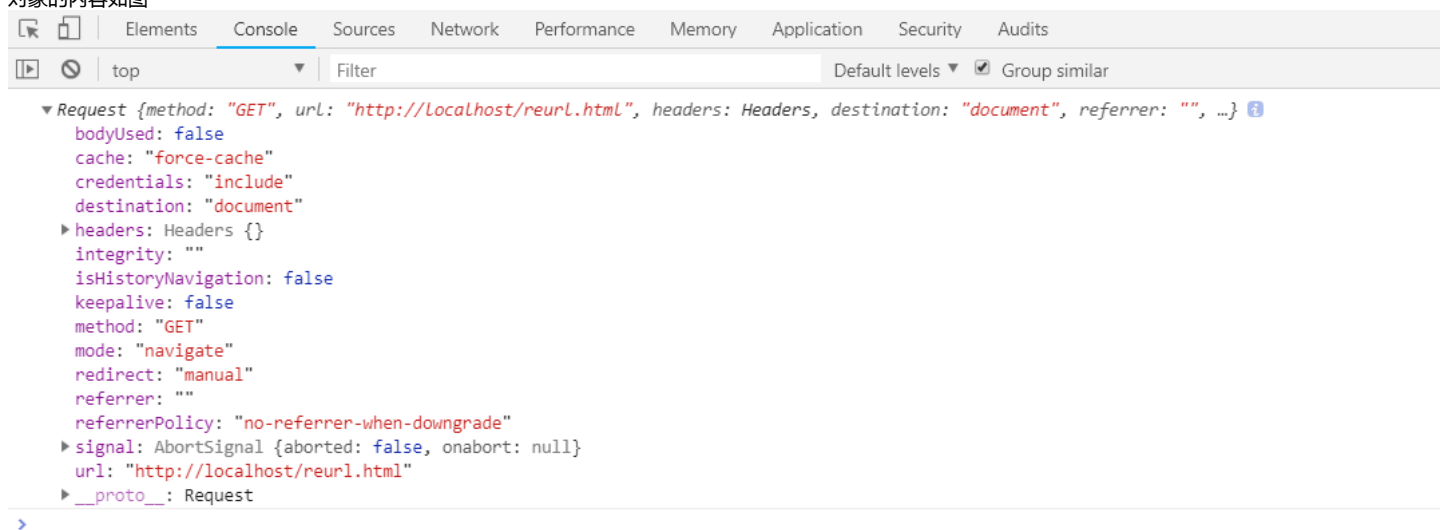 对象的内容如图
Elements Console Sources Network Performance Memory Application Security Audits
top Filter Default levels Group similar
Request {method: "GET", url: "http://localhost/reurl.html", headers: Headers, destination: "document", referrer: "", …}
bodyUsed: false
cache: "force-cache"
credentials: "include"
destination: "document"
headers: Headers {}
integrity: ""
isHistoryNavigation: false
keepalive: false
method: "GET"
mode: "navigate"
redirect: "manual"
referrer: ""
referrerPolicy: "no-referrer-when-downgrade"
signal: AbortSignal {aborted: false, onabort: null}
url: "http://localhost/reurl.html"
__proto__: Request